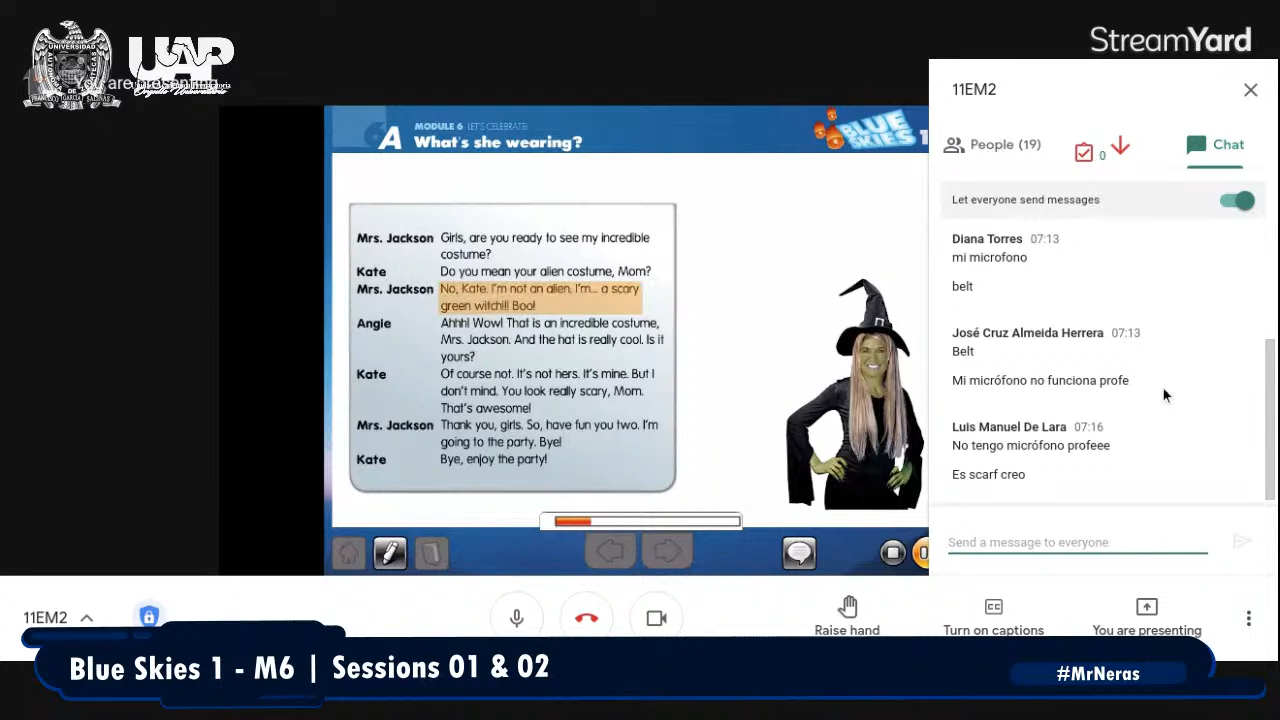 UAP
StreamYard
You are presenting
11EM2
People (19)
0
Chat
Let everyone send messages
Diana Torres 07:13
mi microfono
belt
José Cruz Almeida Herrera 07:13
Belt
Mi micrófono no funciona profe
Luis Manuel De Lara 07:16
No tengo micrófono profeee
Es scarf creo
Send a message to everyone
6A MODULE 6 LET'S CELEBRATE!
What's she wearing?
BLUE SKIES 1
Mrs. Jackson Girls, are you ready to see my incredible
costume?
Kate Do you mean your alien costume, Mom?
Mrs. Jackson No, Kate. I'm not an alien. I'm... a scary
green witch!!! Boo!
Angie Ahhh! Wow! That is an incredible costume,
Mrs. Jackson. And the hat is really cool. Is it
yours?
Kate Of course not. It's not hers. It's mine. But I
don't mind. You look really scary, Mom.
That's awesome!
Mrs. Jackson Thank you, girls. So, have fun you two. I'm
going to the party. Bye!
Kate Bye, enjoy the party!
11EM2
Raise hand
Turn on captions
You are presenting
Blue Skies 1 - M6 | Sessions 01 & 02
#MrNeras